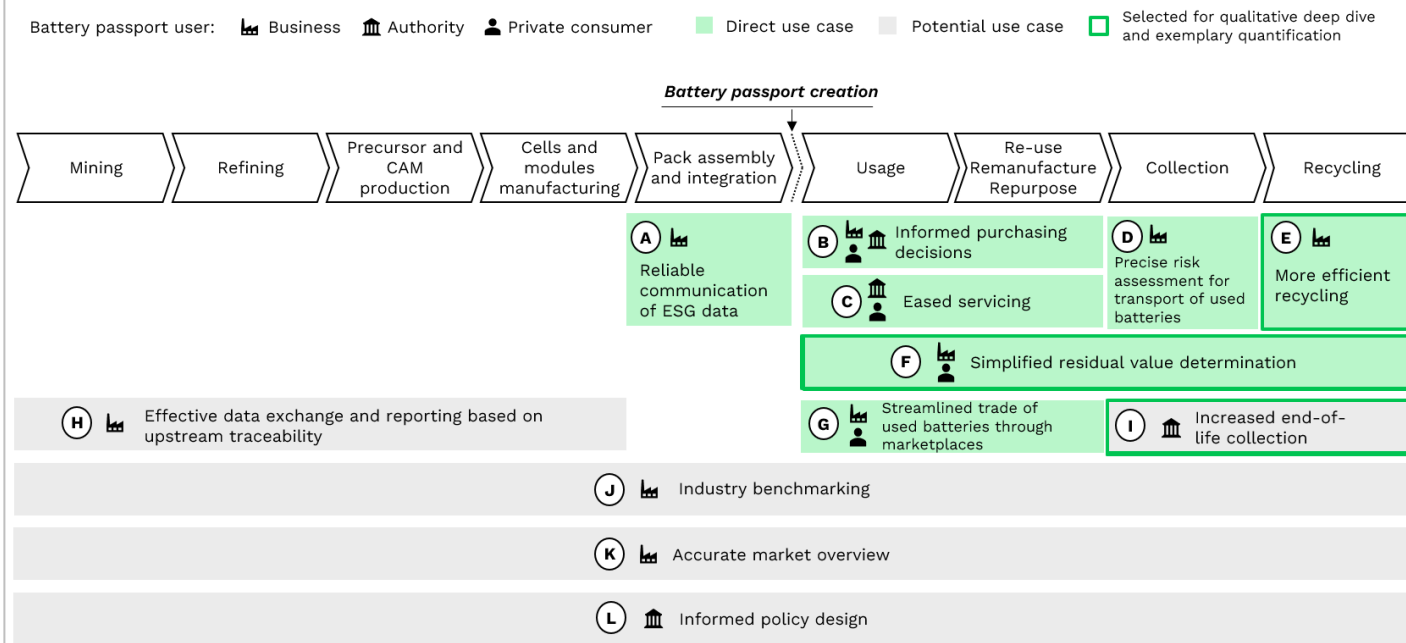 Battery passport user: Business Authority Private consumer Direct use case Potential use case Selected for qualitative deep dive
and exemplary quantification
Battery passport creation
Mining
Refining
Precursor and
CAM
production
Cells and
modules
manufacturing
Pack assembly
and integration
Usage
Re-use
Remanufacture
Repurpose
Collection
Recycling
A
Reliable
communication
of ESG data
B Informed purchasing
decisions
C Eased servicing
D
Precise risk
assessment for
transport of used
batteries
E
More efficient
recycling
F Simplified residual value determination
H Effective data exchange and reporting based on
upstream traceability
G Streamlined trade of
used batteries through
marketplaces
I Increased end-of-
life collection
J Industry benchmarking
K Accurate market overview
L Informed policy design